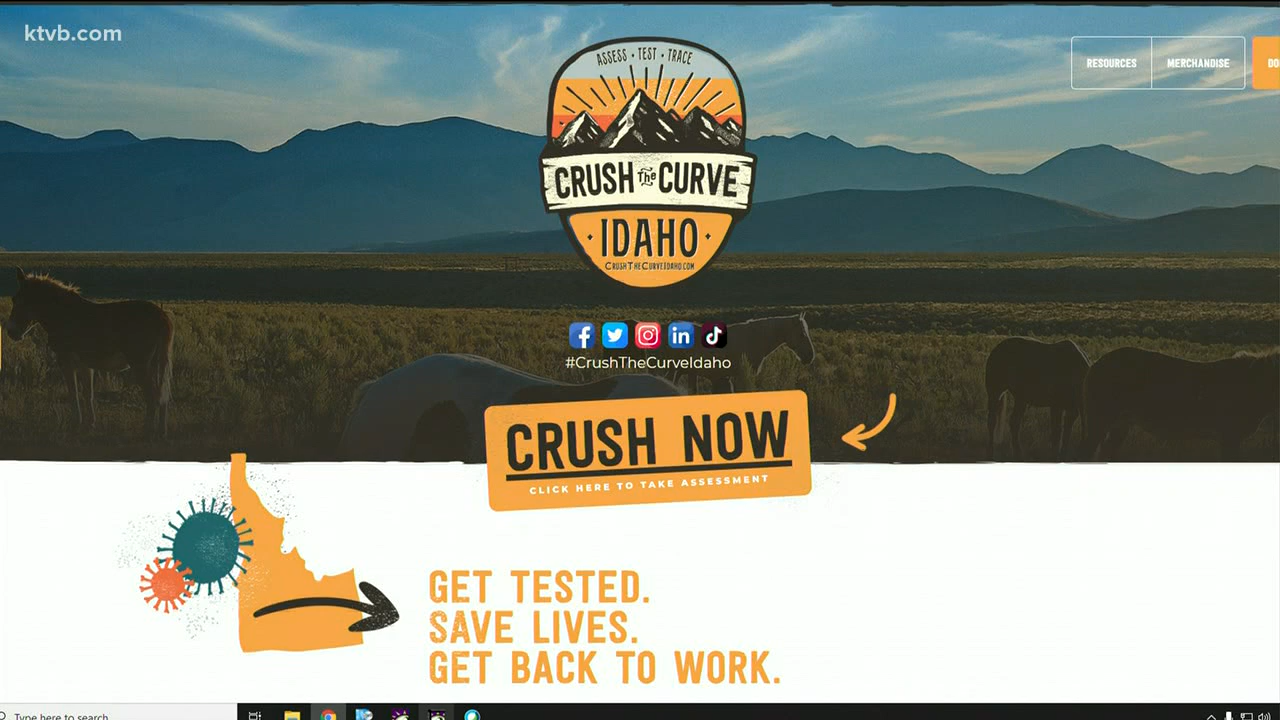 ktvb.com
ASSESS • TEST • TRACE
RESOURCES
MERCHANDISE
DO
CRUSH The CURVE
• IDAHO •
CRUSHTHECURVEIDAHO.COM
#CrushTheCurveIdaho
CRUSH NOW
CLICK HERE TO TAKE ASSESSMENT
GET TESTED.
SAVE LIVES.
GET BACK TO WORK.
Type here to search